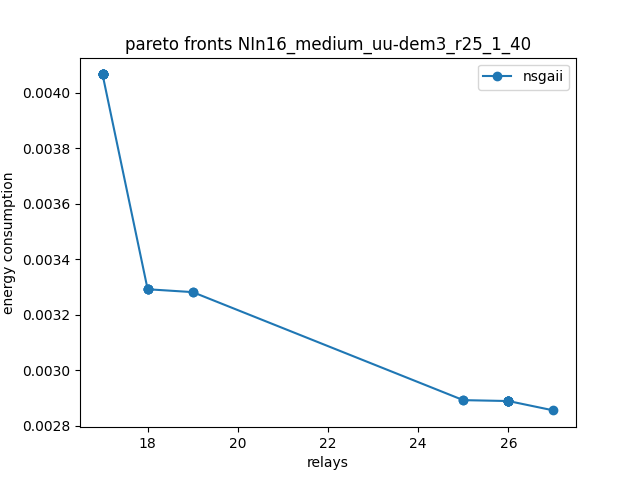 pareto fronts NIn16_medium_uu-dem3_r25_1_40
nsgaii
energy consumption
0.0040
0.0038
0.0036
0.0034
0.0032
0.0030
0.0028
18 20 22 24 26
relays